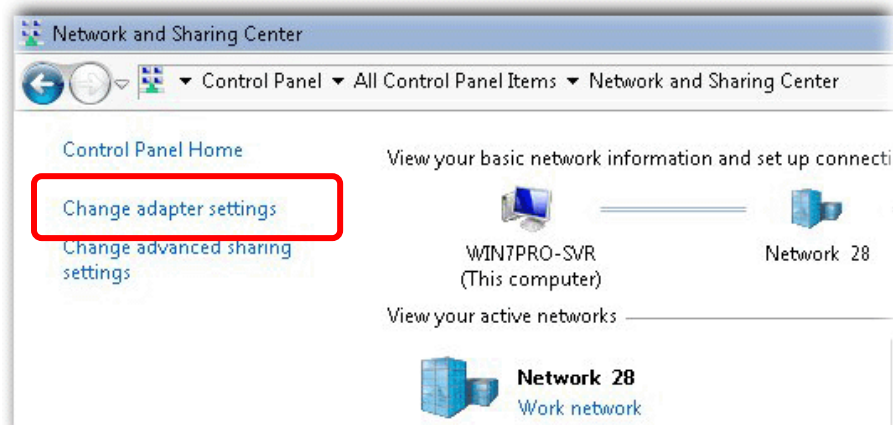 Network and Sharing Center
Control Panel All Control Panel Items Network and Sharing Center
Control Panel Home
Change adapter settings
Change advanced sharing
settings
View your basic network information and set up connecti
WIN7PRO-SVR
(This computer)
Network 28
View your active networks
Network 28
Work network